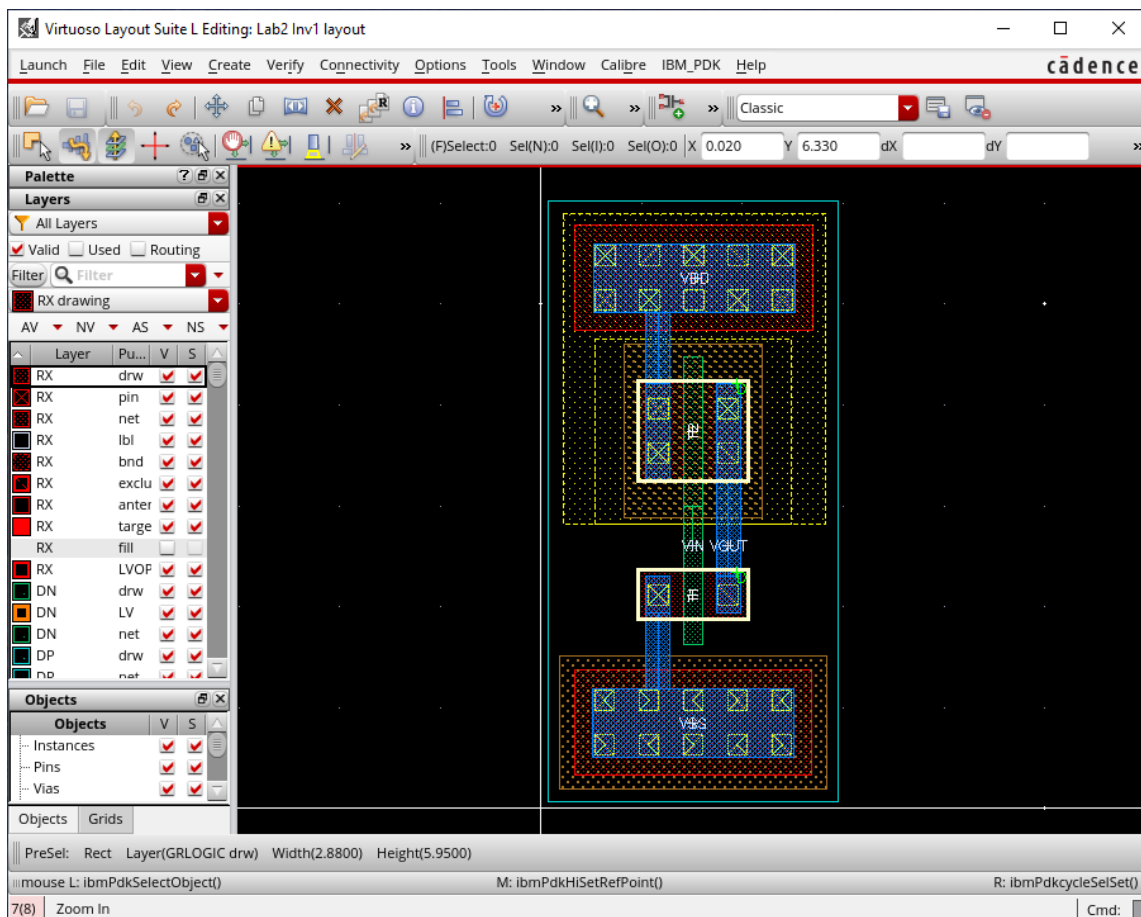 Virtuoso Layout Suite L Editing: Lab2 Inv1 layout
Launch File Edit View Create Verify Connectivity Options Tools Window Calibre IBM_PDK Help cādence
R » » » Classic
» (F)Select:0 Sel(N):0 Sel(I):0 Sel(O):0 X 0.020 Y 6.330 dX dY »
Palette ?
Layers
All Layers
Valid Used Routing
Filter Filter
RX drawing
AV NV AS NS
Layer Pu... V S
RX drw
RX pin
RX net
RX lbl
RX bnd
RX exclu
RX anter
RX targe
RX fill
RX LVOP
DN drw
DN LV
DN net
DP drw
DP net
VIN VOUT
Objects
Objects V S
Instances
Pins
Vias
Objects Grids
PreSel: Rect Layer(GRLOGIC drw) Width(2.8800) Height(5.9500)
mouse L: ibmPdkSelectObject() M: ibmPdkHiSetRefPoint() R: ibmPdkcycleSelSet()
7(8) Zoom In Cmd: